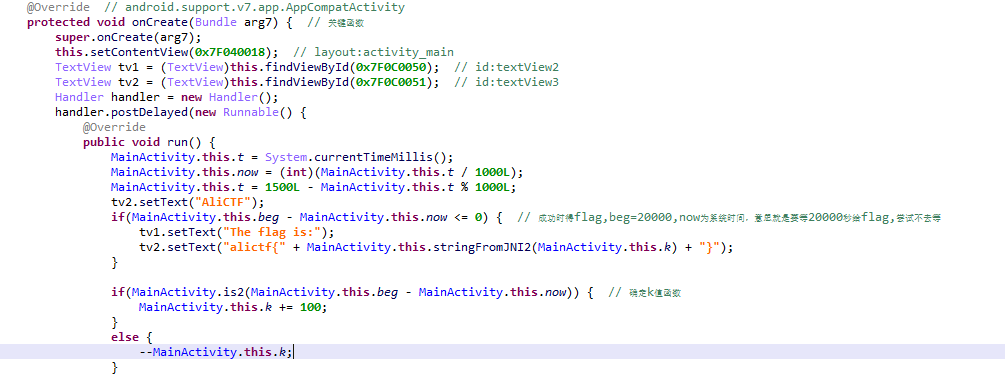 @Override  // android.support.v7.app.AppCompatActivity
protected void onCreate(Bundle arg7) {  // 关键函数
    super.onCreate(arg7);
    this.setContentView(0x7F040018);  // layout:activity_main
    TextView tv1 = (TextView)this.findViewById(0x7F0C0050);  // id:textView2
    TextView tv2 = (TextView)this.findViewById(0x7F0C0051);  // id:textView3
    Handler handler = new Handler();
    handler.postDelayed(new Runnable() {
        @Override
        public void run() {
            MainActivity.this.t = System.currentTimeMillis();
            MainActivity.this.now = (int)(MainActivity.this.t / 1000L);
            MainActivity.this.t = 1500L - MainActivity.this.t % 1000L;
            tv2.setText("AliCTF");
            if(MainActivity.this.beg - MainActivity.this.now <= 0) {  // 成功时得flag,beg=20000,now为系统时间，意思就是要等20000秒给flag,尝试不去等
                tv1.setText("The flag is:");
                tv2.setText("alictf{" + MainActivity.this.stringFromJNI2(MainActivity.this.k) + "}");
            }

            if(MainActivity.is2(MainActivity.this.beg - MainActivity.this.now)) {  // 确定k值函数
                MainActivity.this.k += 100;
            }
            else {
                --MainActivity.this.k;
            }